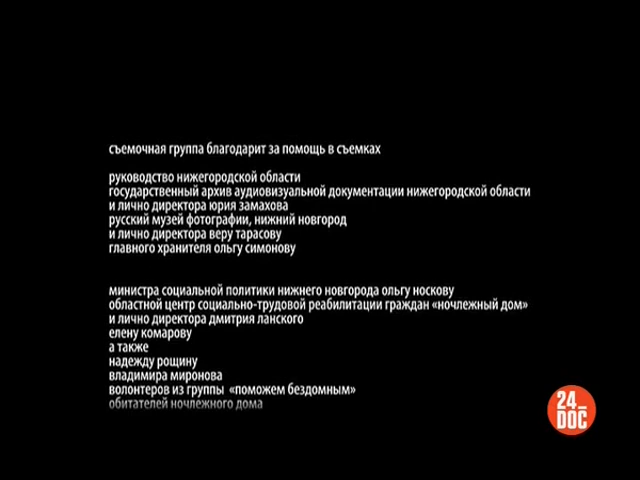 съемочная группа благодарит за помощь в съемках
руководство нижегородской области
государственный архив аудиовизуальной документации нижегородской области
и лично директора юрия замахова
русский музей фотографии, нижний новгород
и лично директора веру тарасову
главного хранителя ольгу симонову
министра социальной политики нижнего новгорода ольгу носкову
областной центр социально-трудовой реабилитации граждан «ночлежный дом»
и лично директора дмитрия ланского
елену комарову
а также
надежду рощину
владимира миронова
волонтеров из группы «поможем бездомным»
обитателей ночлежного дома
24_
DOC